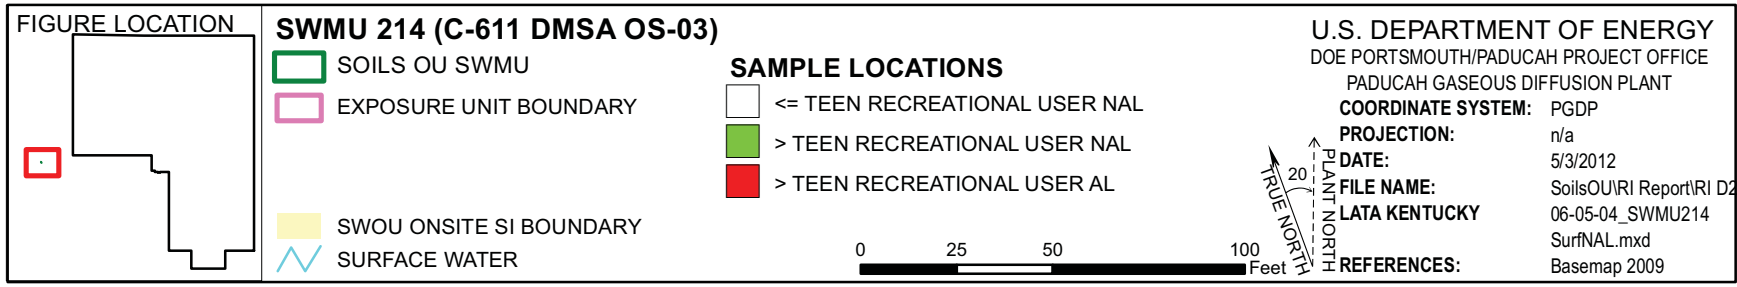 FIGURE LOCATION
SWMU 214 (C-611 DMSA OS-03)
SOILS OU SWMU
EXPOSURE UNIT BOUNDARY
SWOU ONSITE SI BOUNDARY
SURFACE WATER
SAMPLE LOCATIONS
<= TEEN RECREATIONAL USER NAL
> TEEN RECREATIONAL USER NAL
> TEEN RECREATIONAL USER AL
0 25 50 100
Feet
TRUE NORTH
20
PLANT NORTH
U.S. DEPARTMENT OF ENERGY
DOE PORTSMOUTH/PADUCAH PROJECT OFFICE
PADUCAH GASEOUS DIFFUSION PLANT
COORDINATE SYSTEM: PGDP
PROJECTION: n/a
DATE: 5/3/2012
FILE NAME: SoilsOU\RI Report\RI D2
LATA KENTUCKY 06-05-04_SWMU214
SurfNAL.mxd
REFERENCES: Basemap 2009